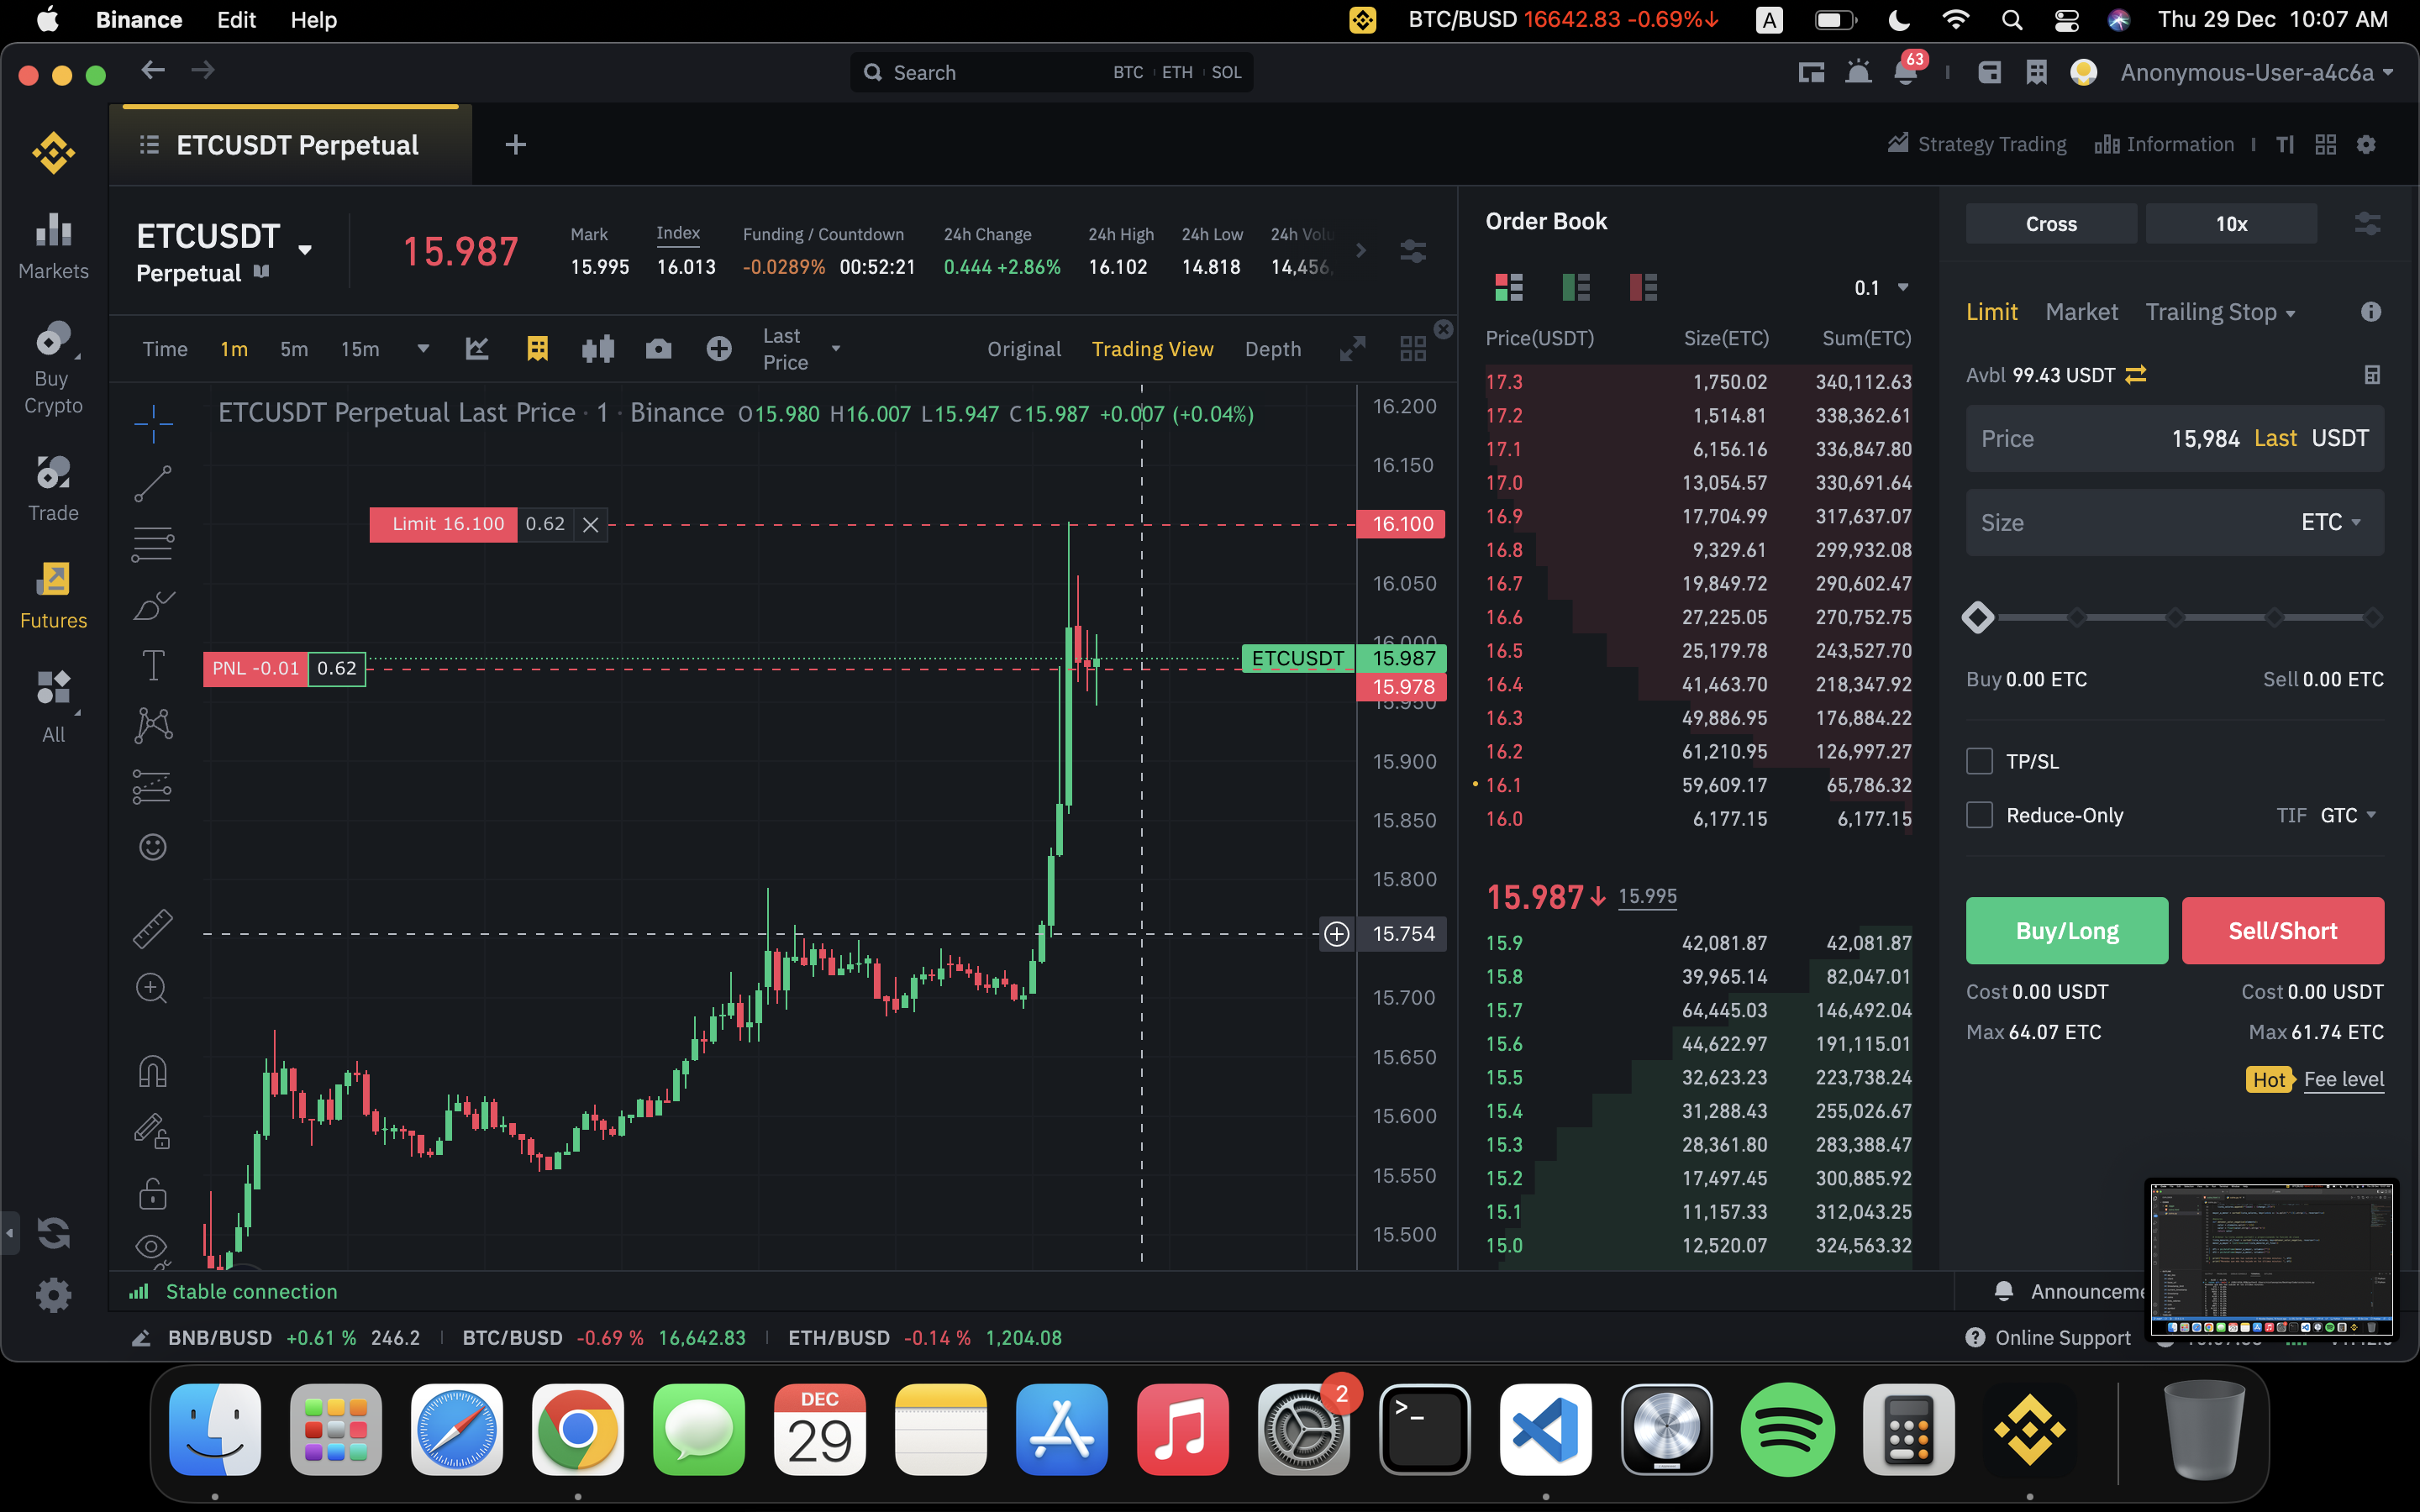 Binance Edit Help BTC/BUSD 16642.83 -0.69%↓ A Thu 29 Dec 10:07 AM
Search BTC ETH SOL 63 Anonymous-User-a4c6a
ETCUSDT Perpetual + Strategy Trading Information
ETCUSDT
Perpetual
15.987
Mark
15.995
Index
16.013
Funding / Countdown
-0.0289% 00:52:21
24h Change
0.444 +2.86%
24h High
16.102
24h Low
14.818
24h Volu
14,456,
Time 1m 5m 15m Last Price Original Trading View Depth
ETCUSDT Perpetual Last Price · 1 · Binance O15.980 H16.007 L15.947 C15.987 +0.007 (+0.04%)
Limit 16.100 0.62
PNL -0.01 0.62
ETCUSDT 15.987
15.978
16.200
16.150
16.100
16.050
16.000
15.950
15.900
15.850
15.800
15.754
15.700
15.650
15.600
15.550
15.500
Markets
Buy
Crypto
Trade
Futures
All
Order Book
0.1
Price(USDT) Size(ETC) Sum(ETC)
17.3 1,750.02 340,112.63
17.2 1,514.81 338,362.61
17.1 6,156.16 336,847.80
17.0 13,054.57 330,691.64
16.9 17,704.99 317,637.07
16.8 9,329.61 299,932.08
16.7 19,849.72 290,602.47
16.6 27,225.05 270,752.75
16.5 25,179.78 243,527.70
16.4 41,463.70 218,347.92
16.3 49,886.95 176,884.22
16.2 61,210.95 126,997.27
16.1 59,609.17 65,786.32
16.0 6,177.15 6,177.15
15.987↓ 15.995
15.9 42,081.87 42,081.87
15.8 39,965.14 82,047.01
15.7 64,445.03 146,492.04
15.6 44,622.97 191,115.01
15.5 32,623.23 223,738.24
15.4 31,288.43 255,026.67
15.3 28,361.80 283,388.47
15.2 17,497.45 300,885.92
15.1 11,157.33 312,043.25
15.0 12,520.07 324,563.32
Cross 10x
Limit Market Trailing Stop
Avbl 99.43 USDT
Price 15,984 Last USDT
Size ETC
Buy 0.00 ETC Sell 0.00 ETC
TP/SL
Reduce-Only TIF GTC
Buy/Long Sell/Short
Cost 0.00 USDT Cost 0.00 USDT
Max 64.07 ETC Max 61.74 ETC
Hot Fee level
Stable connection Announceme
BNB/BUSD +0.61 % 246.2 BTC/BUSD -0.69 % 16,642.83 ETH/BUSD -0.14 % 1,204.08 Online Support
DEC
29
2